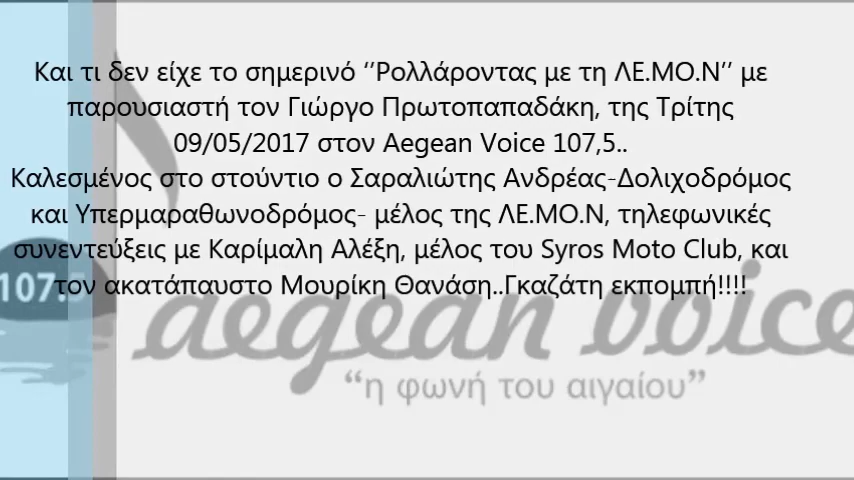 Και τι δεν είχε το σημερινό ‘’Ρολλάροντας με τη ΛΕ.ΜΟ.Ν’’ με
παρουσιαστή τον Γιώργο Πρωτοπαπαδάκη, της Τρίτης
09/05/2017 στον Aegean Voice 107,5..
Καλεσμένος στο στούντιο ο Σαραλιώτης Ανδρέας-Δολιχοδρόμος
και Υπερμαραθωνοδρόμος- μέλος της ΛΕ.ΜΟ.Ν, τηλεφωνικές
συνεντεύξεις με Καρίμαλη Αλέξη, μέλος του Syros Moto Club, και
τον ακατάπαυστο Μουρίκη Θανάση..Γκαζάτη εκπομπή!!!!
107.5
aegean voice
“η φωνή του αιγαίου”